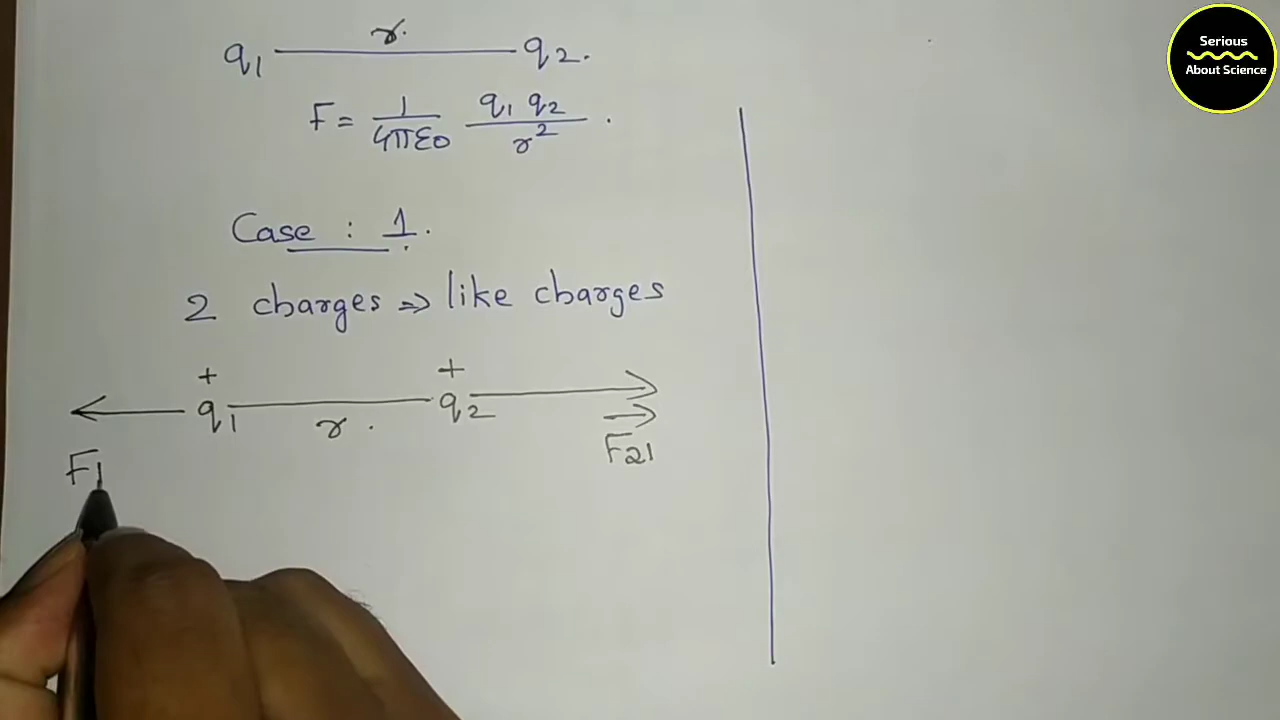 r.
q1 q2.
F = 1/4πε0 q1 q2/r² .
Case : 1.
2 charges ⇒ like charges
+ +
q1 r. q2
F21
F1
Serious
About Science